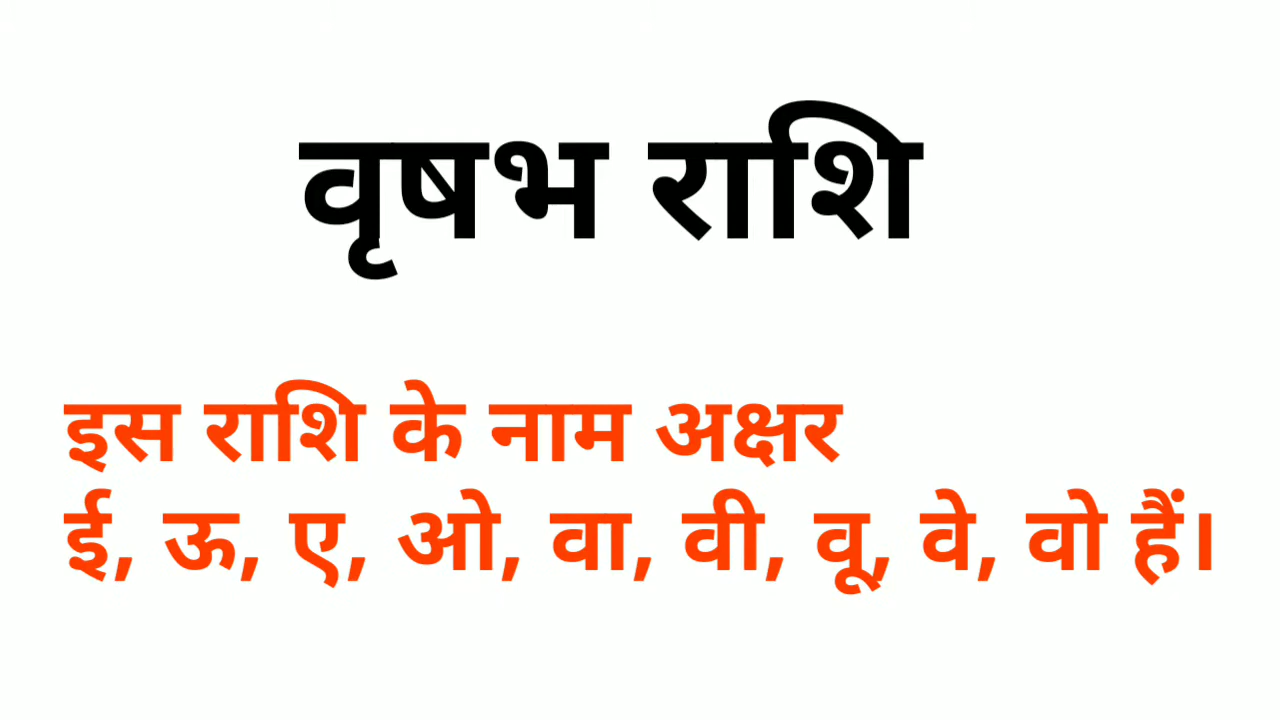 वृषभ राशि
इस राशि के नाम अक्षर
ई, ऊ, ए, ओ, वा, वी, वू, वे, वो हैं।